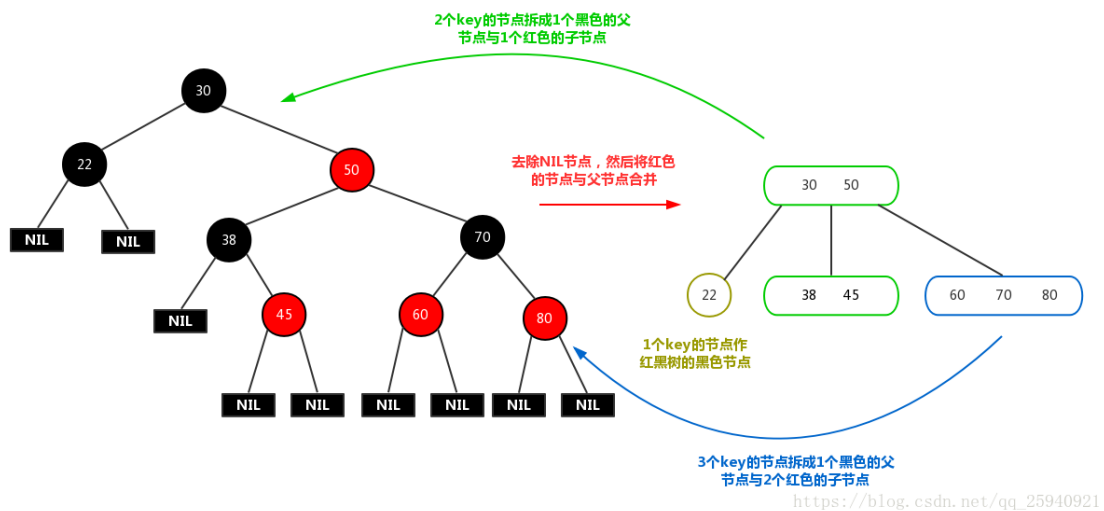 2个key的节点拆成1个黑色的父
节点与1个红色的子节点
30
22
50
去除NIL节点，然后将红色
的节点与父节点合并
30 50
NIL
NIL
38
70
NIL
45
60
80
22
38 45
60 70 80
1个key的节点作
红黑树的黑色节点
NIL
NIL
NIL
NIL
NIL
NIL
3个key的节点拆成1个黑色的父
节点与2个红色的子节点
https://blog.csdn.net/qq_25940921